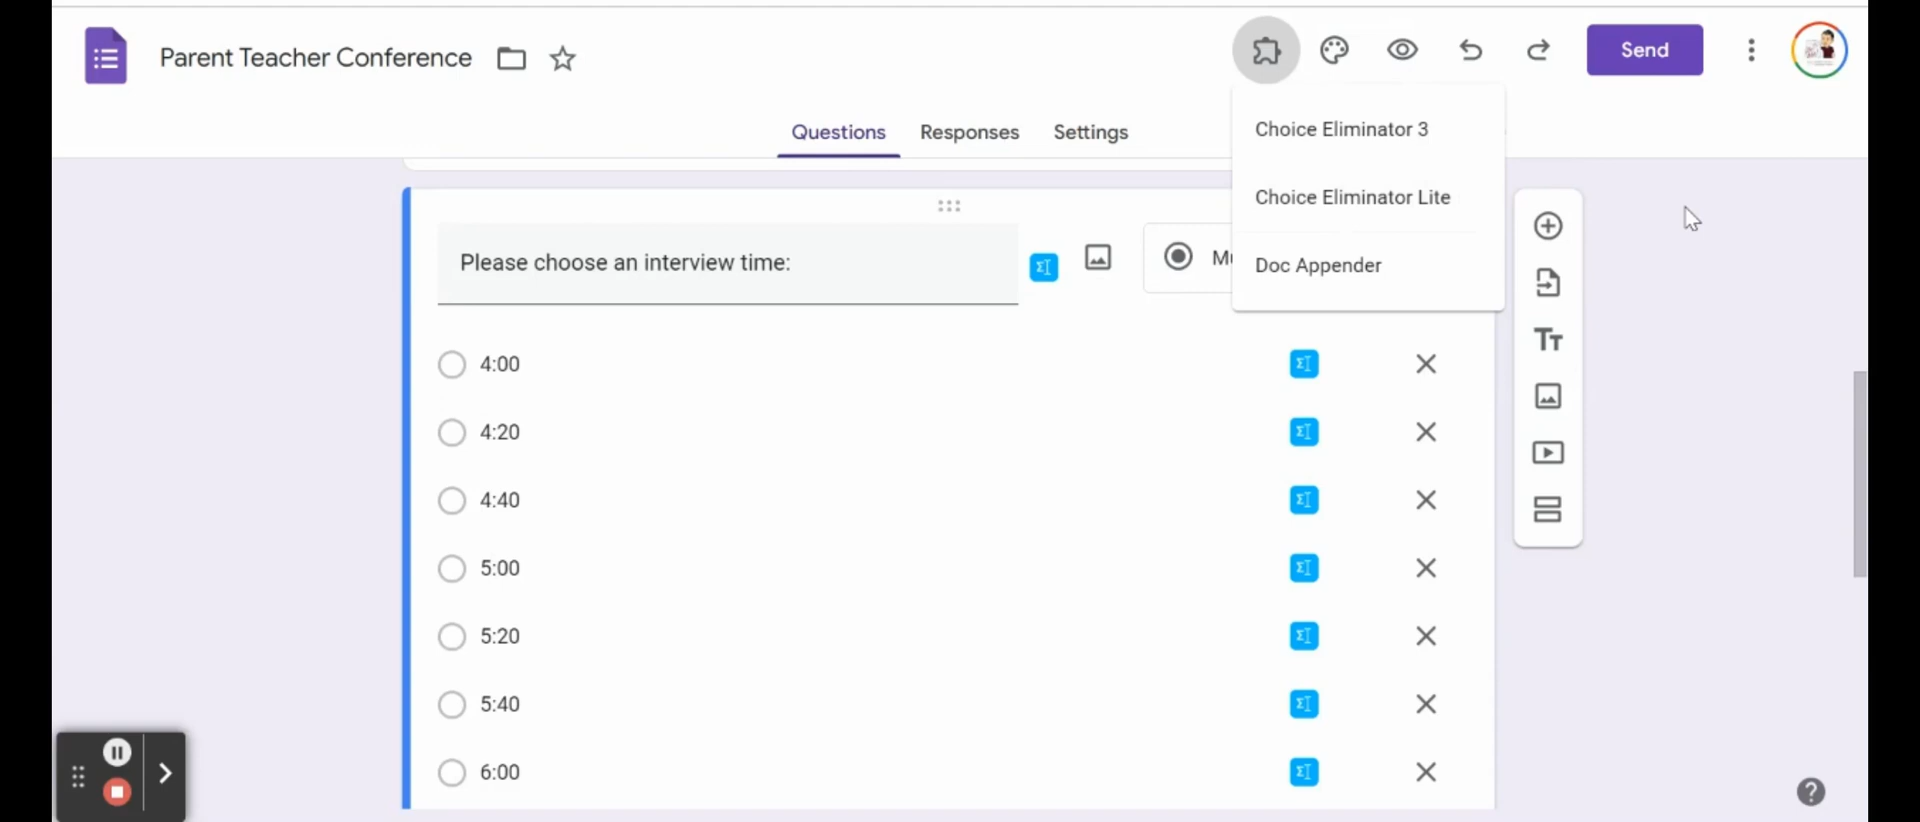 Parent Teacher Conference
Send
Questions
Responses
Settings
Choice Eliminator 3
Choice Eliminator Lite
Doc Appender
Please choose an interview time:
4:00
4:20
4:40
5:00
5:20
5:40
6:00